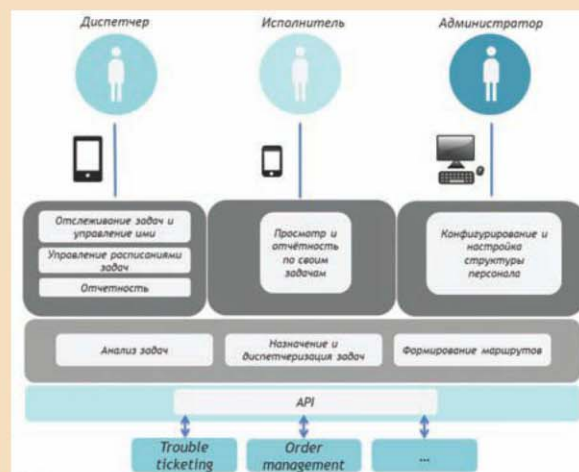 Диспетчер
Исполнитель
Администратор
Отслеживание задач и
управление ими
Управление расписаниями
задач
Отчетность
Просмотр и
отчётность
по своим
задачам
Конфигурирование и
настройка
структуры
персонала
Анализ задач
Назначение и
диспетчеризация задач
Формирование маршрутов
API
Trouble
ticketing
Order
management
...